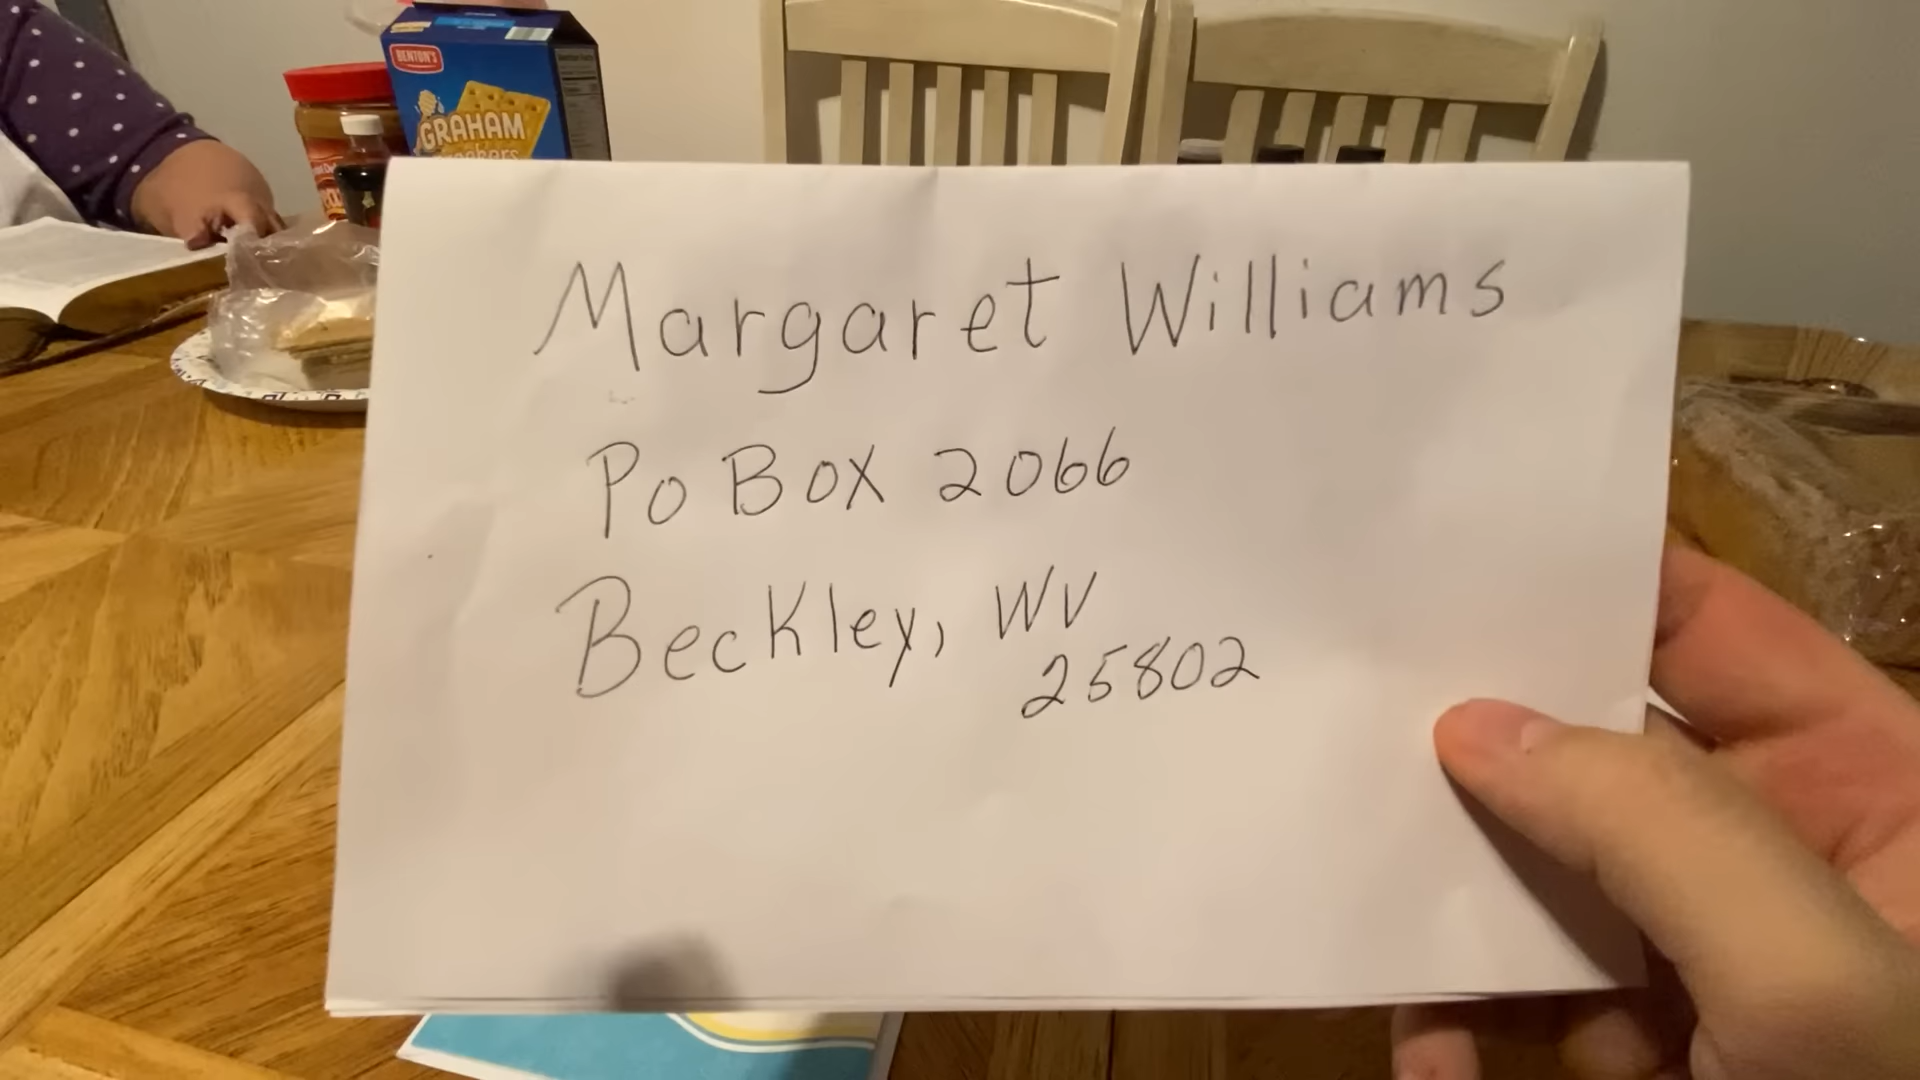 BENTON'S
GRAHAM
Margaret Williams
Po Box 2066
Beckley, WV
25802